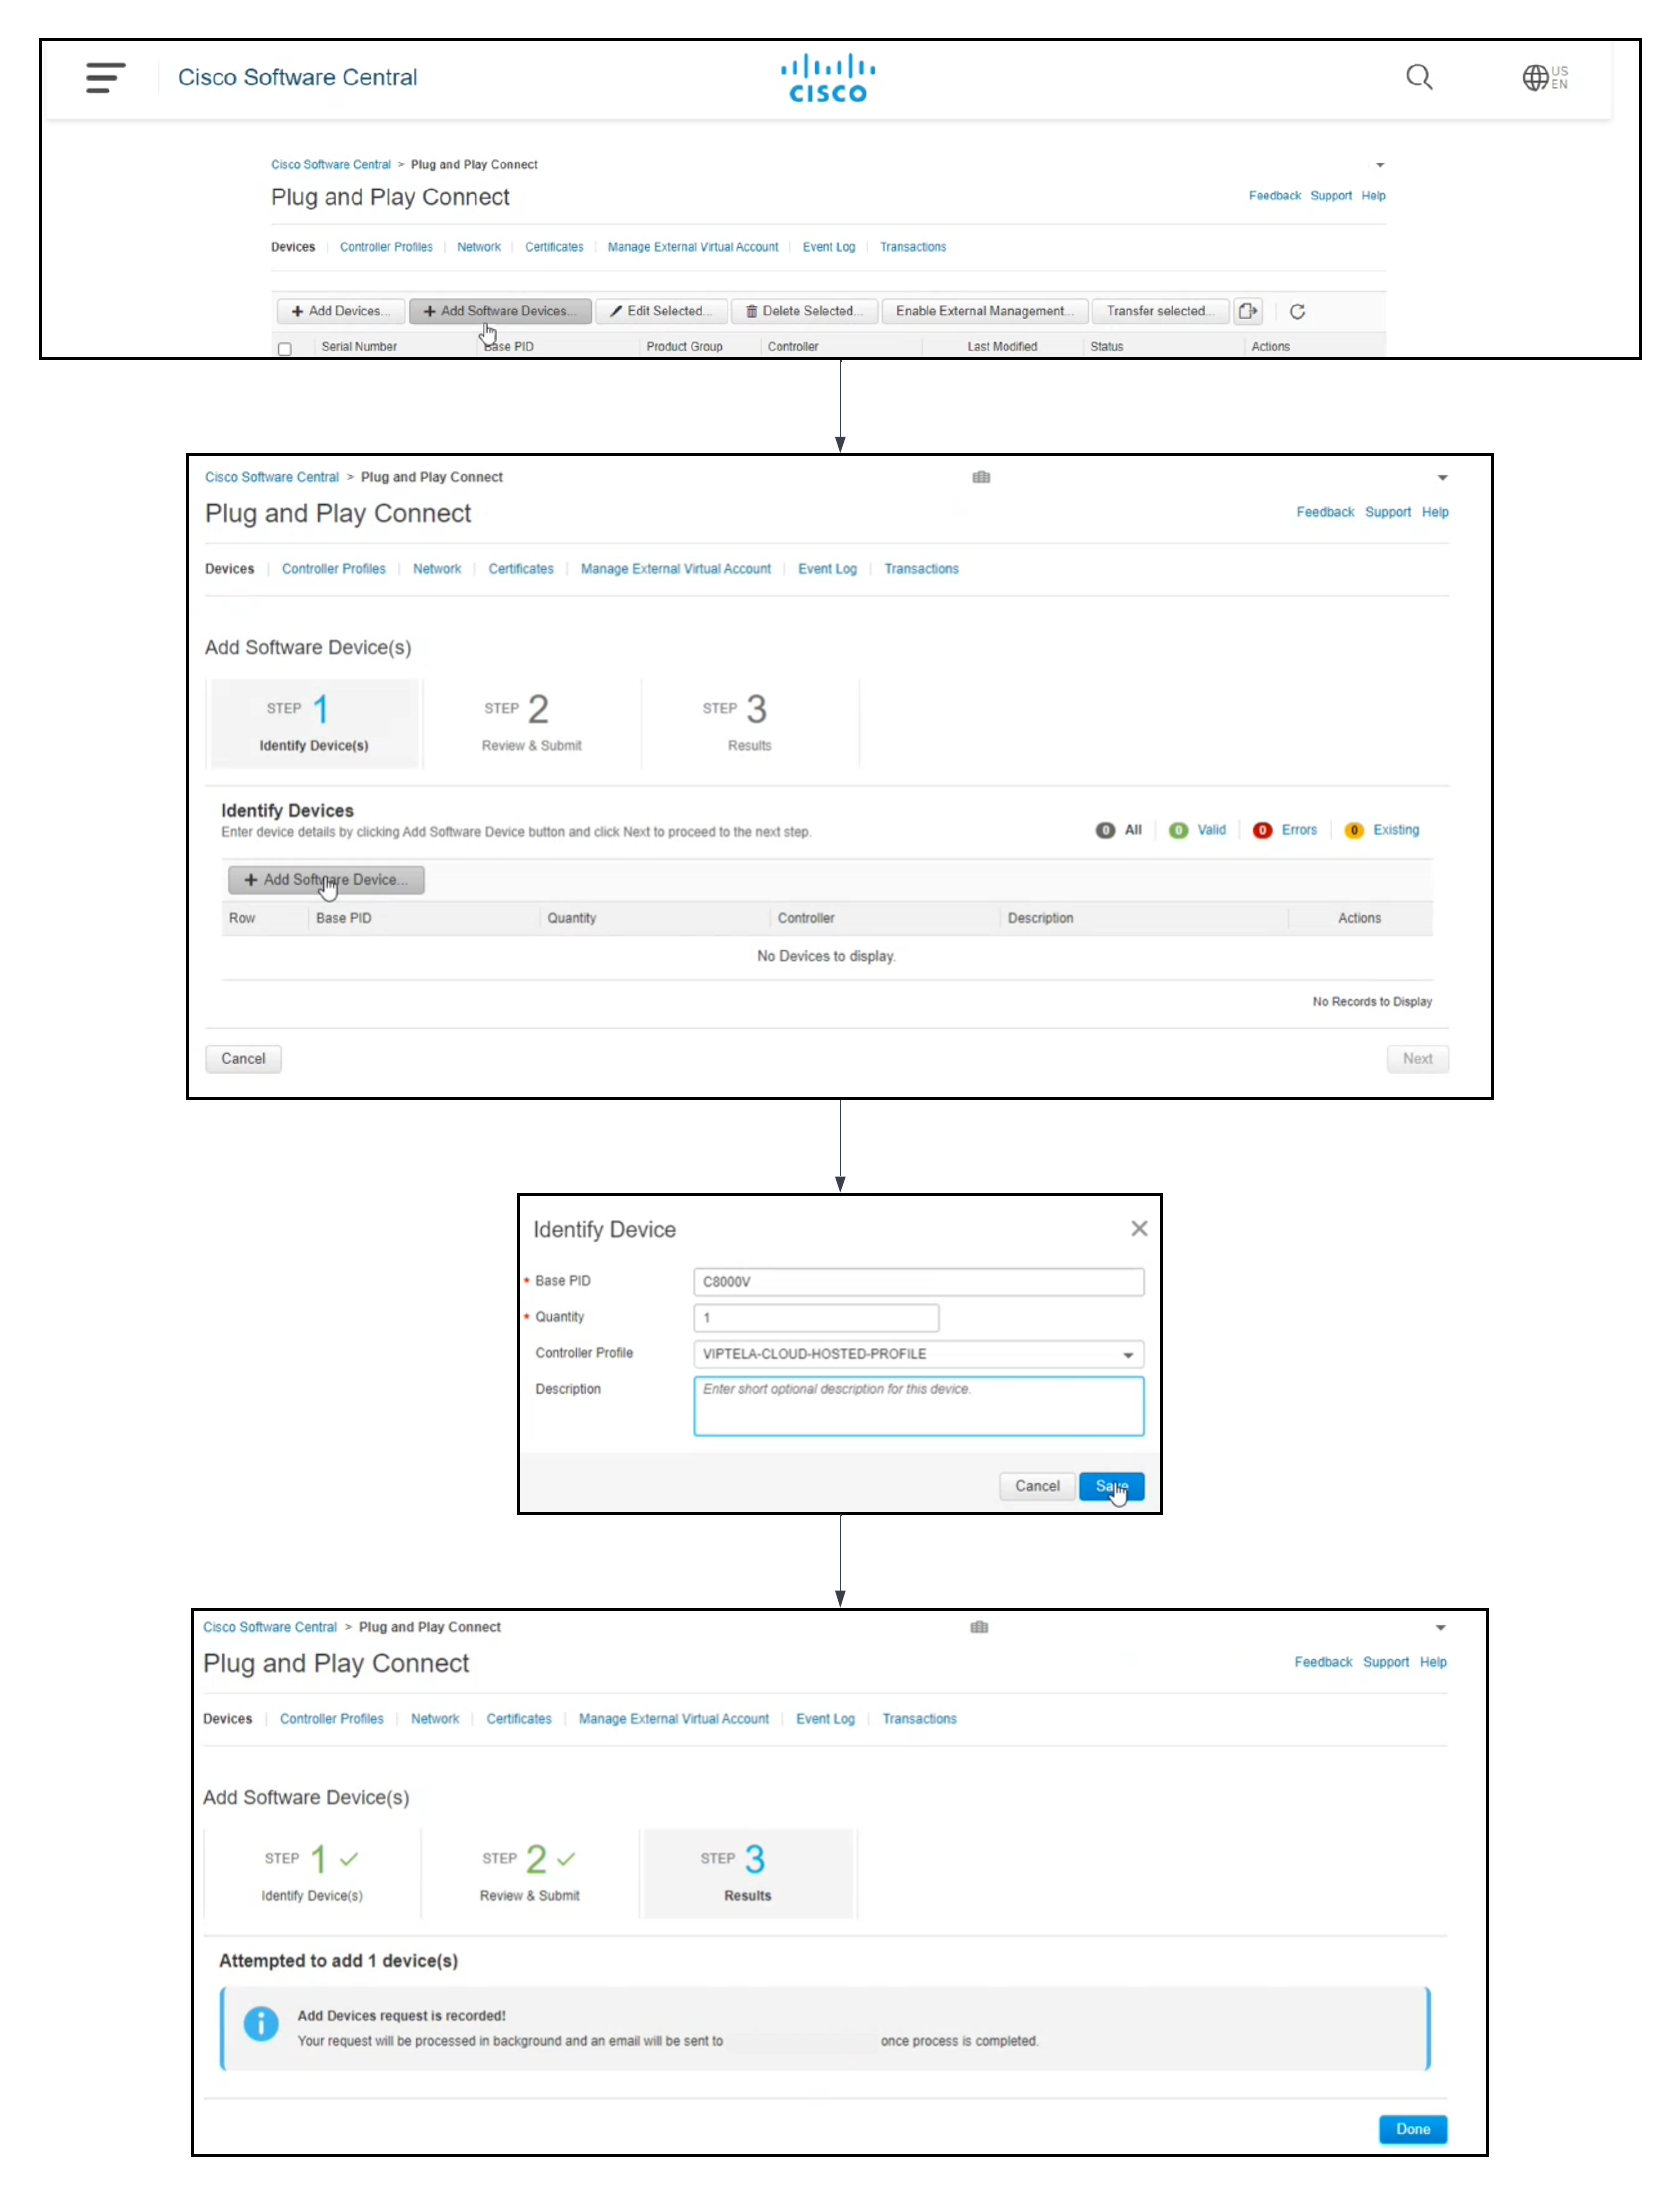 Cisco Software Central
CISCO
US
EN
Cisco Software Central > Plug and Play Connect
Plug and Play Connect
Feedback Support Help
Devices Controller Profiles Network Certificates Manage External Virtual Account Event Log Transactions
+ Add Devices... + Add Software Devices... Edit Selected... Delete Selected... Enable External Management... Transfer selected...
Serial Number Base PID Product Group Controller Last Modified Status Actions
Cisco Software Central > Plug and Play Connect
Plug and Play Connect
Feedback Support Help
Devices Controller Profiles Network Certificates Manage External Virtual Account Event Log Transactions
Add Software Device(s)
STEP 1 STEP 2 STEP 3
Identify Device(s) Review & Submit Results
Identify Devices
Enter device details by clicking Add Software Device button and click Next to proceed to the next step.
0 All 0 Valid 0 Errors 0 Existing
+ Add Software Device...
Row Base PID Quantity Controller Description Actions
No Devices to display.
No Records to Display
Cancel Next
Identify Device
* Base PID C8000V
* Quantity 1
Controller Profile VIPTELA-CLOUD-HOSTED-PROFILE
Description Enter short optional description for this device.
Cancel Save
Cisco Software Central > Plug and Play Connect
Plug and Play Connect
Feedback Support Help
Devices Controller Profiles Network Certificates Manage External Virtual Account Event Log Transactions
Add Software Device(s)
STEP 1 STEP 2 STEP 3
Identify Device(s) Review & Submit Results
Attempted to add 1 device(s)
Add Devices request is recorded!
Your request will be processed in background and an email will be sent to once process is completed.
Done